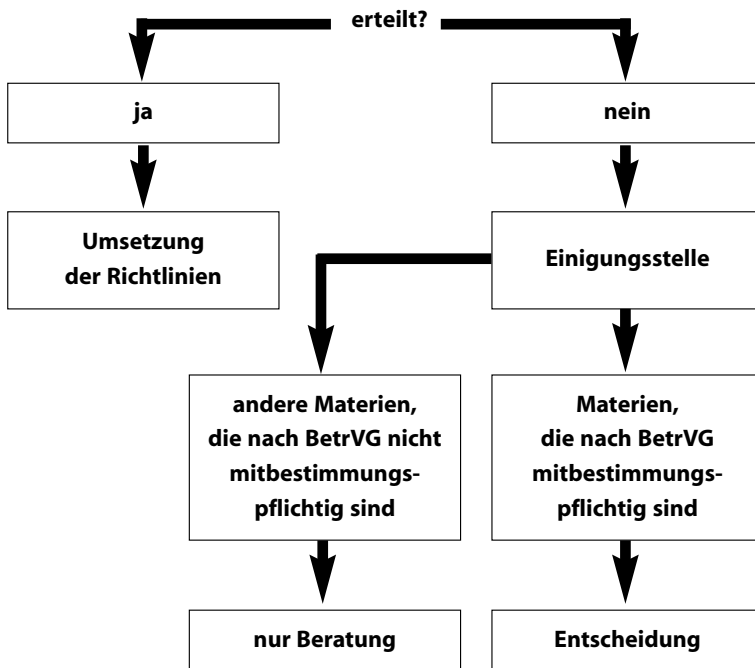 erteilt?
ja
nein
Umsetzung
der Richtlinien
Einigungsstelle
andere Materien,
die nach BetrVG nicht
mitbestimmungs-
pflichtig sind
Materien,
die nach BetrVG
mitbestimmungs-
pflichtig sind
nur Beratung
Entscheidung